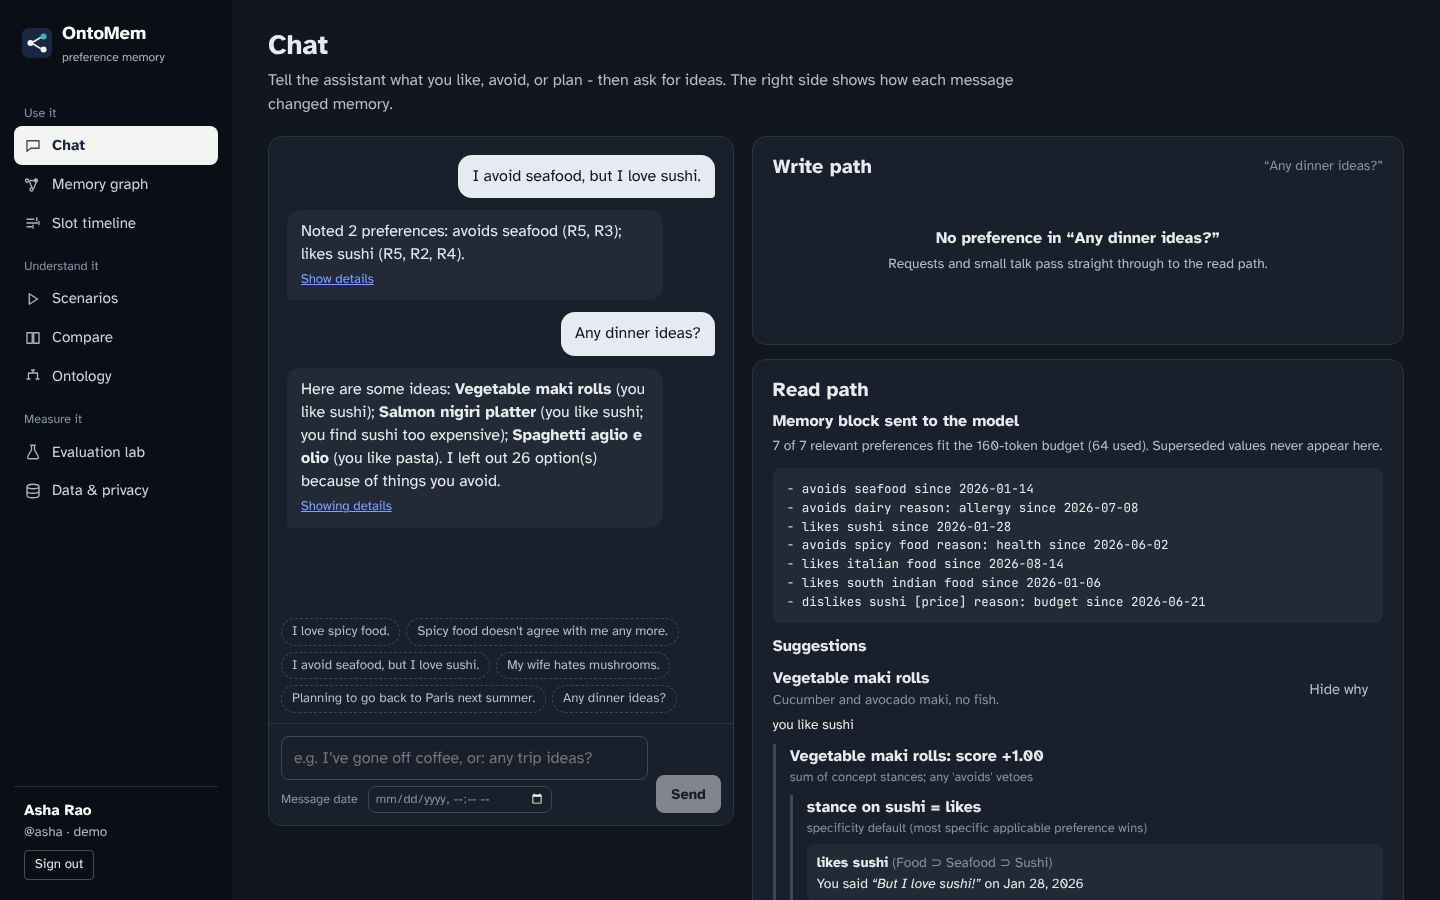 OntoMem
preference memory
Use it
Chat
Memory graph
Slot timeline
Understand it
Scenarios
Compare
Ontology
Measure it
Evaluation lab
Data & privacy
Asha Rao
@asha · demo
Sign out
Chat
Tell the assistant what you like, avoid, or plan - then ask for ideas. The right side shows how each message
changed memory.
I avoid seafood, but I love sushi.
Noted 2 preferences: avoids seafood (R5, R3);
likes sushi (R5, R2, R4).
Show details
Any dinner ideas?
Here are some ideas: Vegetable maki rolls (you
like sushi); Salmon nigiri platter (you like sushi;
you find sushi too expensive); Spaghetti aglio e
olio (you like pasta). I left out 26 option(s)
because of things you avoid.
Showing details
I love spicy food.
Spicy food doesn't agree with me any more.
I avoid seafood, but I love sushi.
My wife hates mushrooms.
Planning to go back to Paris next summer.
Any dinner ideas?
e.g. I've gone off coffee, or: any trip ideas?
Message date
mm/dd/yyyy, --:-- --
Send
Write path
“Any dinner ideas?”
No preference in “Any dinner ideas?”
Requests and small talk pass straight through to the read path.
Read path
Memory block sent to the model
7 of 7 relevant preferences fit the 160-token budget (64 used). Superseded values never appear here.
- avoids seafood since 2026-01-14
- avoids dairy reason: allergy since 2026-07-08
- likes sushi since 2026-01-28
- avoids spicy food reason: health since 2026-06-02
- likes italian food since 2026-08-14
- likes south indian food since 2026-01-06
- dislikes sushi [price] reason: budget since 2026-06-21
Suggestions
Vegetable maki rolls
Cucumber and avocado maki, no fish.
Hide why
you like sushi
Vegetable maki rolls: score +1.00
sum of concept stances; any 'avoids' vetoes
stance on sushi = likes
specificity default (most specific applicable preference wins)
likes sushi (Food ⊃ Seafood ⊃ Sushi)
You said “But I love sushi!” on Jan 28, 2026